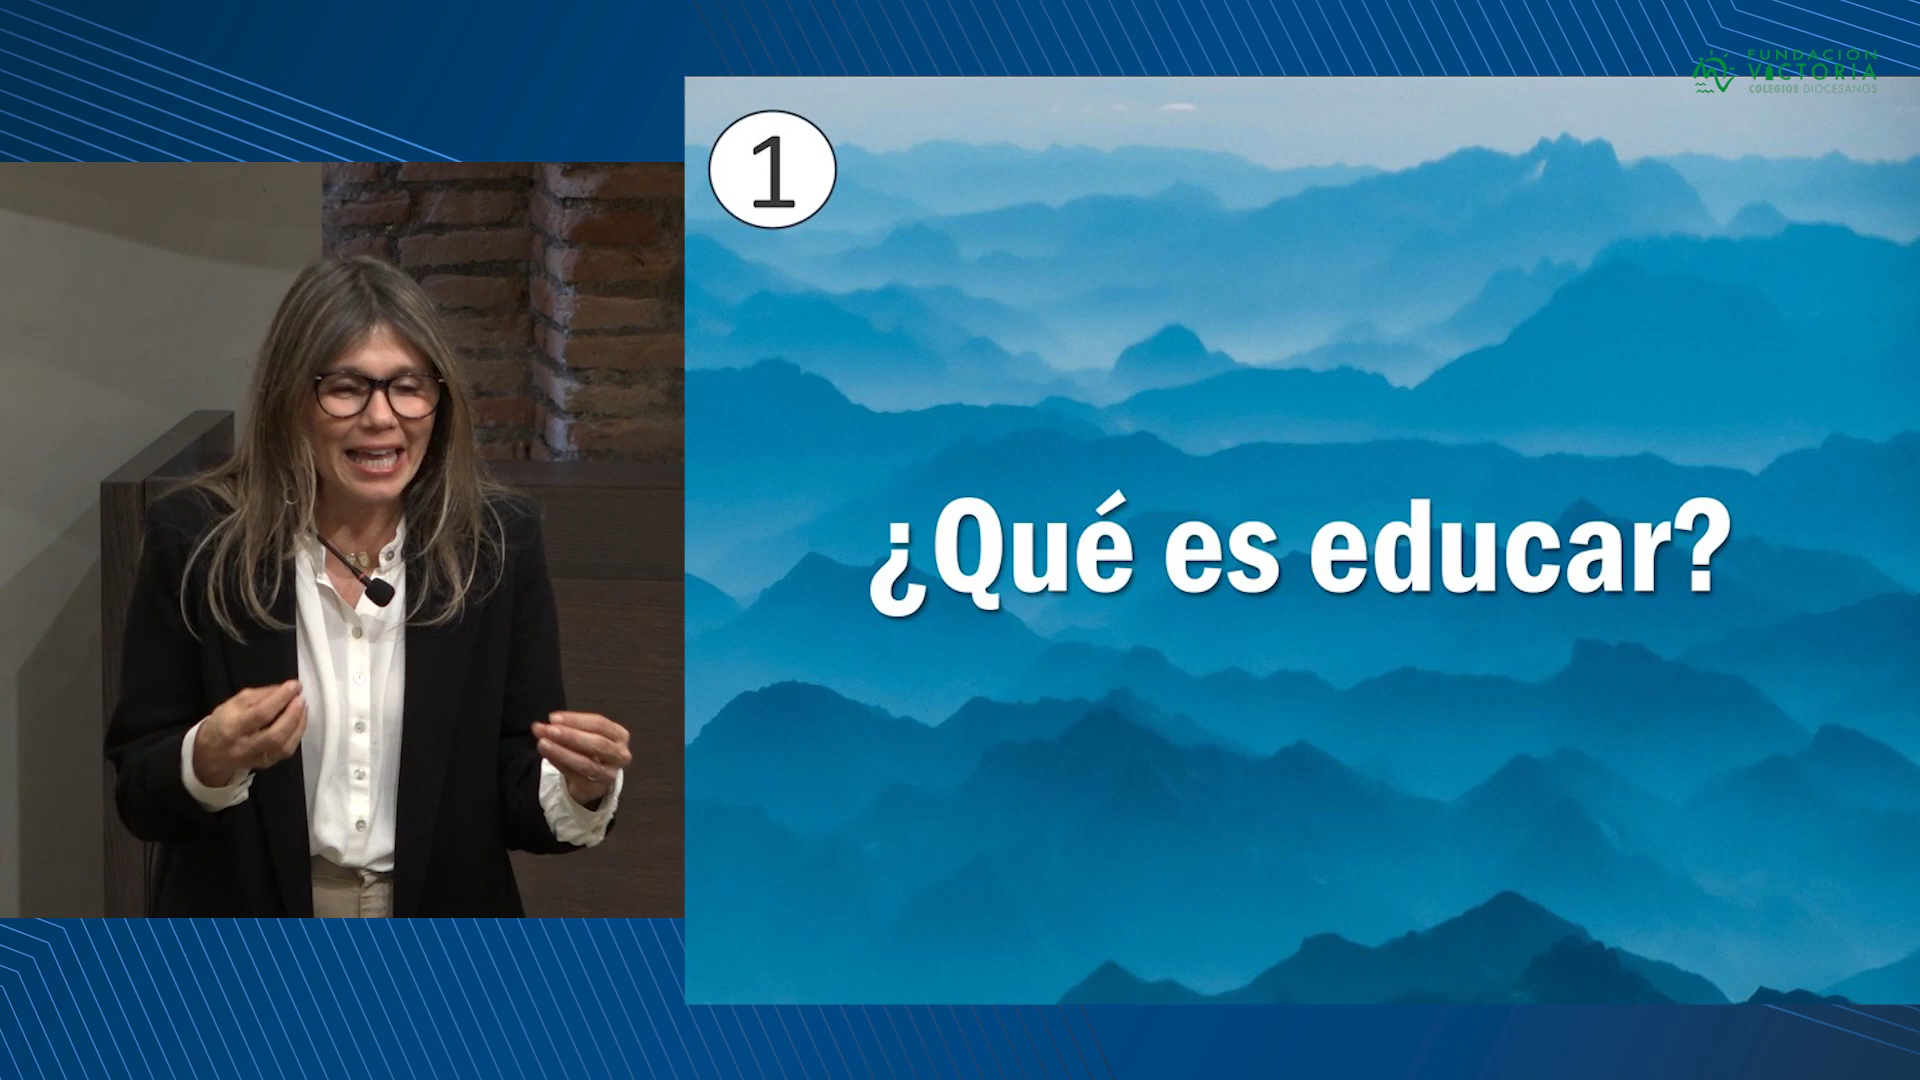 FUNDACIÓN
VICTORIA
COLEGIOS DIOCESANOS
1
¿Qué es educar?